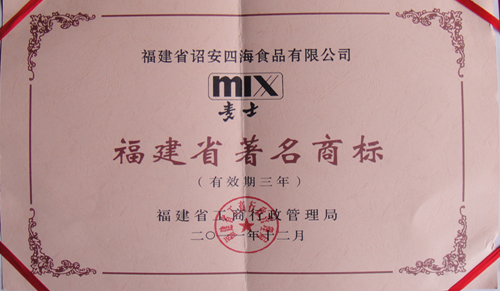 福建省诏安四海食品有限公司
mix
麦士
福建省著名商标
(有效期三年)
福建省工商行政管理局
二〇一一年十二月